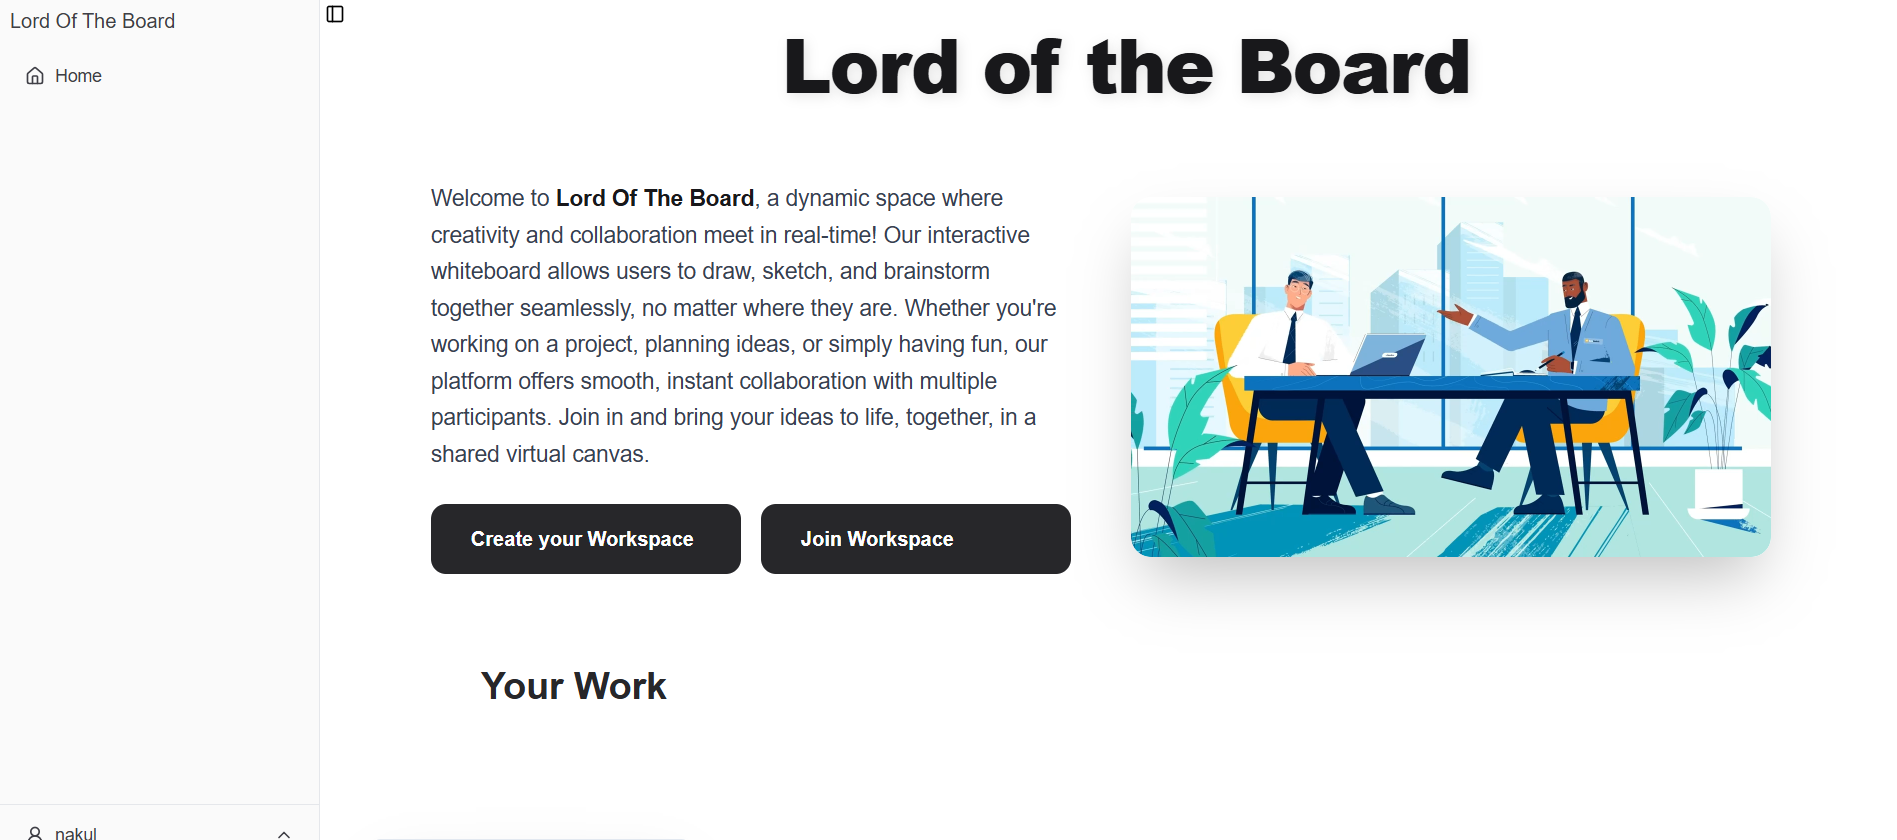 Lord Of The Board
Home
Lord of the Board
Welcome to Lord Of The Board, a dynamic space where
creativity and collaboration meet in real-time! Our interactive
whiteboard allows users to draw, sketch, and brainstorm
together seamlessly, no matter where they are. Whether you're
working on a project, planning ideas, or simply having fun, our
platform offers smooth, instant collaboration with multiple
participants. Join in and bring your ideas to life, together, in a
shared virtual canvas.
Create your Workspace
Join Workspace
Your Work
nakul